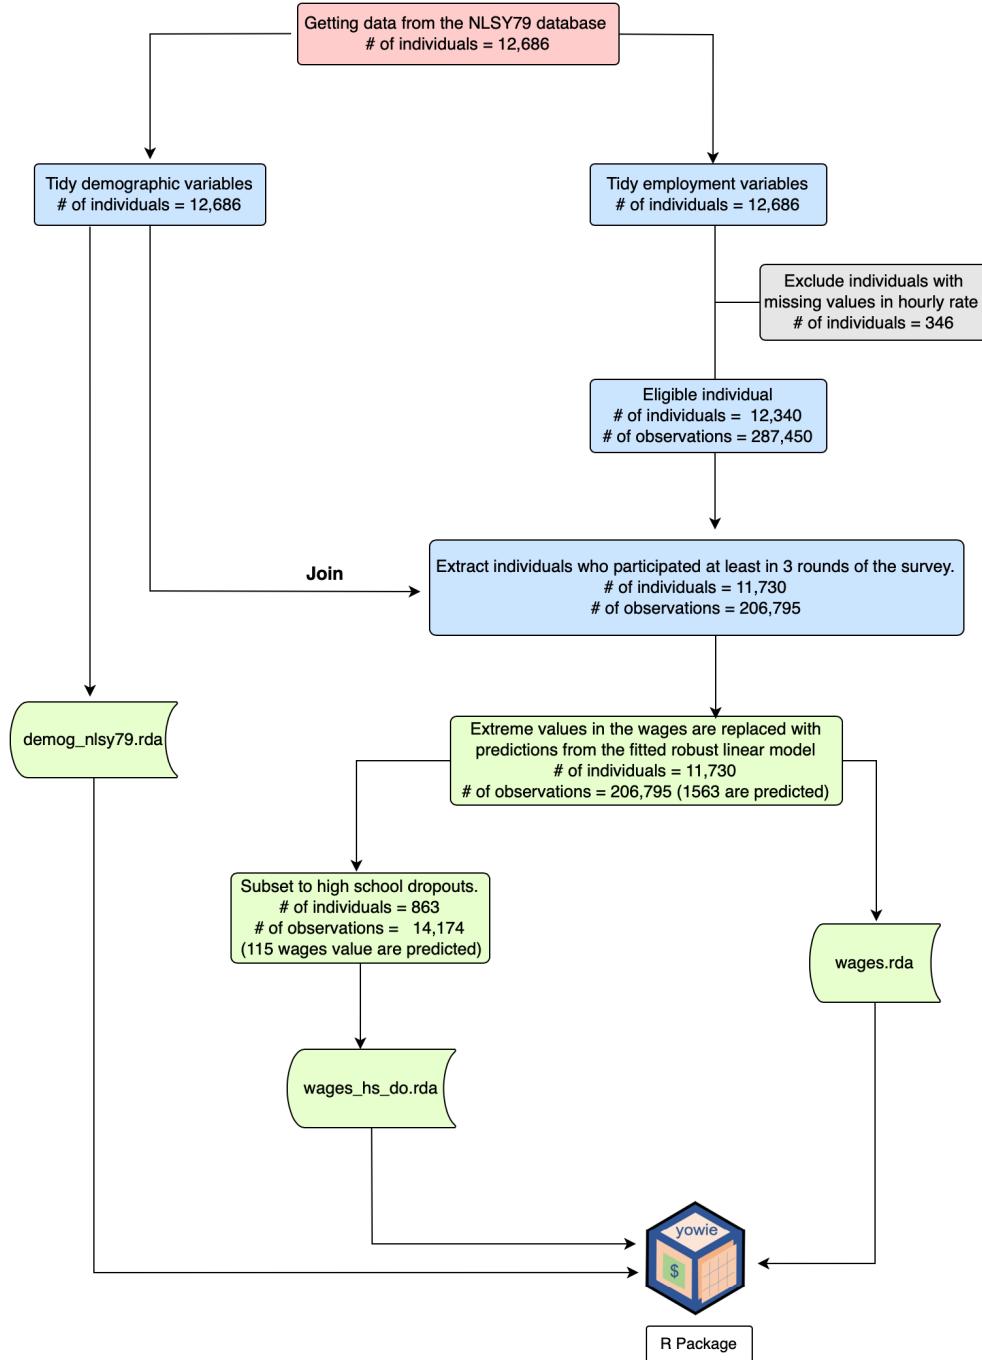 Getting data from the NLSY79 database
# of individuals = 12,686
Tidy demographic variables
# of individuals = 12,686
Tidy employment variables
# of individuals = 12,686
Exclude individuals with
missing values in hourly rate
# of individuals = 346
Eligible individual
# of individuals = 12,340
# of observations = 287,450
Join
Extract individuals who participated at least in 3 rounds of the survey.
# of individuals = 11,730
# of observations = 206,795
demog_nlsy79.rda
Extreme values in the wages are replaced with
predictions from the fitted robust linear model
# of individuals = 11,730
# of observations = 206,795 (1563 are predicted)
Subset to high school dropouts.
# of individuals = 863
# of observations = 14,174
(115 wages value are predicted)
wages.rda
wages_hs_do.rda
yowie
$
R Package